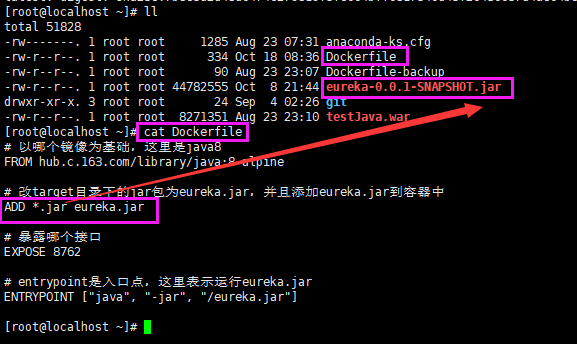 [root@localhost ~]# ll
total 51828
-rw-------. 1 root root     1285 Aug 23 07:31 anaconda-ks.cfg
-rw-r--r--. 1 root root      334 Oct 18 08:36 Dockerfile
-rw-r--r--. 1 root root       90 Aug 23 23:07 Dockerfile-backup
-rw-r--r--. 1 root root 44782555 Oct  8 21:44 eureka-0.0.1-SNAPSHOT.jar
drwxr-xr-x. 3 root root       24 Sep  4 02:26 git
-rw-r--r--. 1 root root  8271351 Aug 23 23:10 testJava.war
[root@localhost ~]# cat Dockerfile
# 以哪个镜像为基础, 这里是java8
FROM hub.c.163.com/library/java:8-alpine
# 改target目录下的jar包为eureka.jar, 并且添加eureka.jar到容器中
ADD *.jar eureka.jar
# 暴露哪个接口
EXPOSE 8762
# entrypoint是入口点, 这里表示运行eureka.jar
ENTRYPOINT ["java", "-jar", "/eureka.jar"]
[root@localhost ~]#